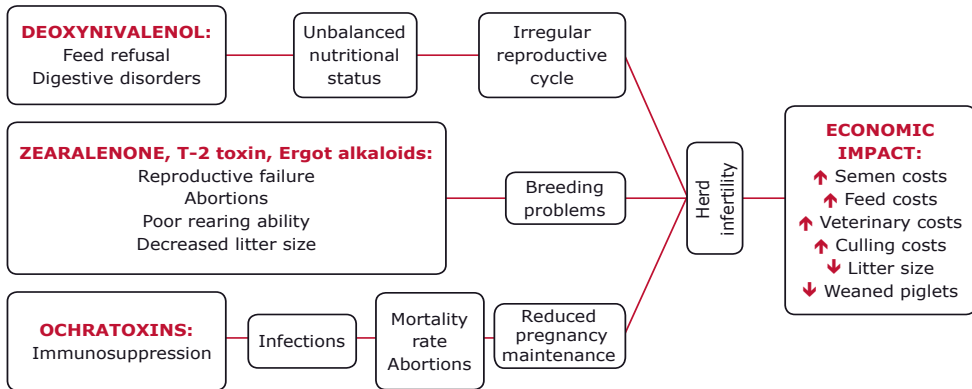 DEOXYNIVALENOL:
Feed refusal
Digestive disorders
Unbalanced
nutritional
status
Irregular
reproductive
cycle
ZEARALENONE, T-2 toxin, Ergot alkaloids:
Reproductive failure
Abortions
Poor rearing ability
Decreased litter size
Breeding
problems
OCHRATOXINS:
Immunosuppression
Infections
Mortality
rate
Abortions
Reduced
pregnancy
maintenance
Herd
infertility
ECONOMIC
IMPACT:
↑ Semen costs
↑ Feed costs
↑ Veterinary costs
↑ Culling costs
↓ Litter size
↓ Weaned piglets